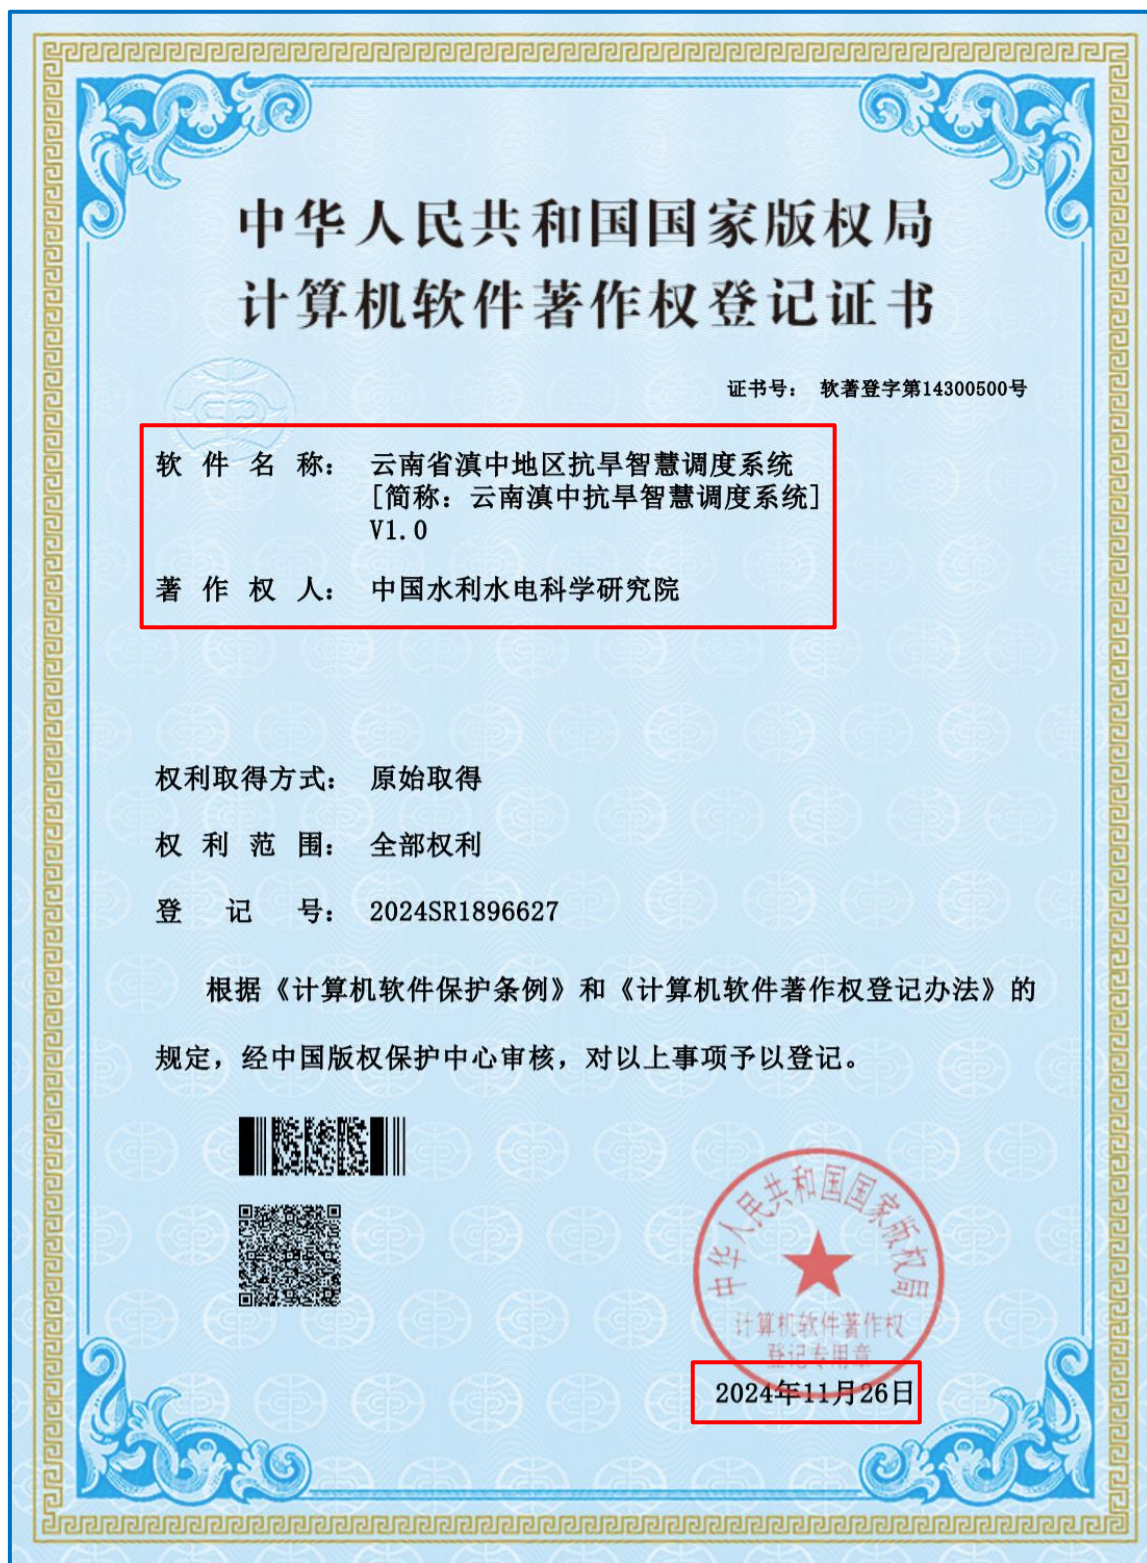 中华人民共和国国家版权局
计算机软件著作权登记证书
证书号： 软著登字第14300500号
软件名称： 云南省滇中地区抗旱智慧调度系统
[简称：云南滇中抗旱智慧调度系统]
V1.0
著作权人： 中国水利水电科学研究院
权利取得方式： 原始取得
权利范围： 全部权利
登记号： 2024SR1896627
根据《计算机软件保护条例》和《计算机软件著作权登记办法》的
规定，经中国版权保护中心审核，对以上事项予以登记。
中华人民共和国国家版权局
计算机软件著作权
登记专用章
2024年11月26日